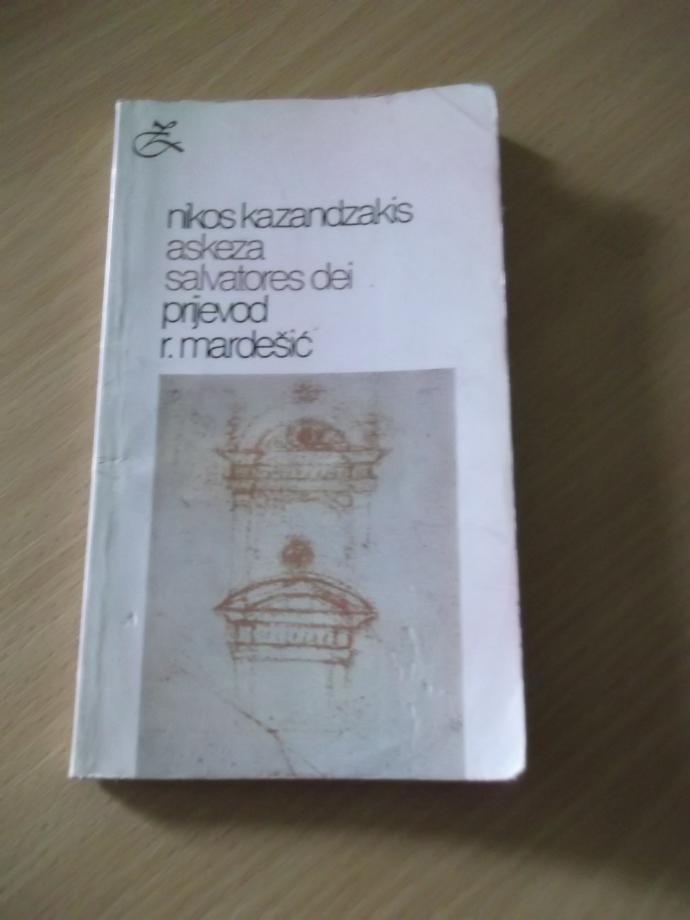 nikos kazandzakis
askeza
salvatores dei
prijevod
r. mardešić